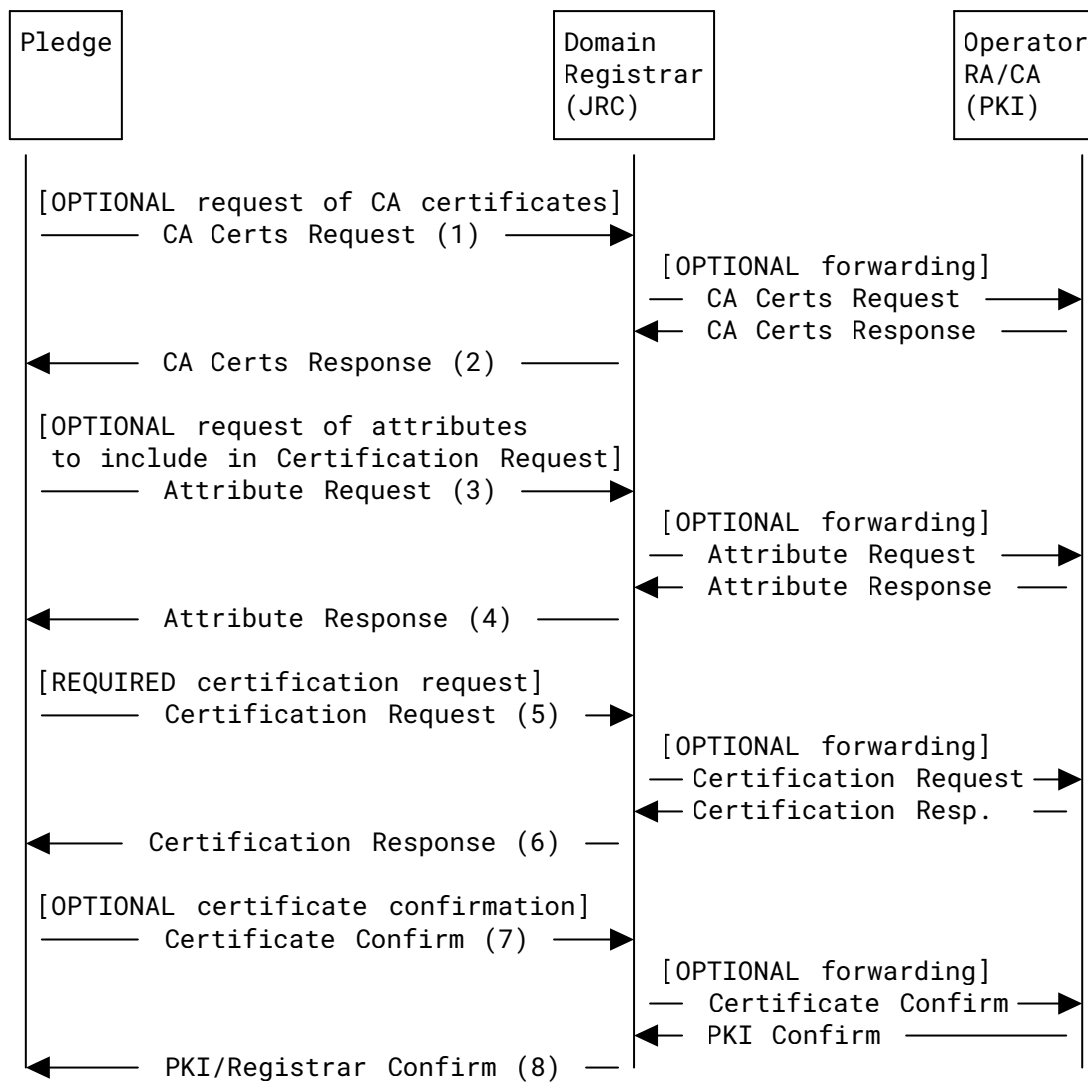 Pledge
Domain
Registrar
(JRC)
Operator
RA/CA
(PKI)
[OPTIONAL request of CA certificates]
CA Certs Request (1)
[OPTIONAL forwarding]
CA Certs Request
CA Certs Response
CA Certs Response (2)
[OPTIONAL request of attributes
to include in Certification Request]
Attribute Request (3)
[OPTIONAL forwarding]
Attribute Request
Attribute Response
Attribute Response (4)
[REQUIRED certification request]
Certification Request (5)
[OPTIONAL forwarding]
Certification Request
Certification Resp.
Certification Response (6)
[OPTIONAL certificate confirmation]
Certificate Confirm (7)
[OPTIONAL forwarding]
Certificate Confirm
PKI Confirm
PKI/Registrar Confirm (8)